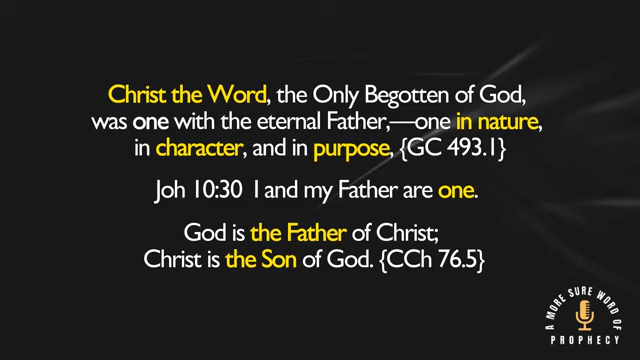 Christ the Word, the Only Begotten of God,
was one with the eternal Father,—one in nature,
in character, and in purpose, {GC 493.1}
Joh 10:30 I and my Father are one.
God is the Father of Christ;
Christ is the Son of God. {CCh 76.5}
A MORE SURE WORD OF
PROPHECY